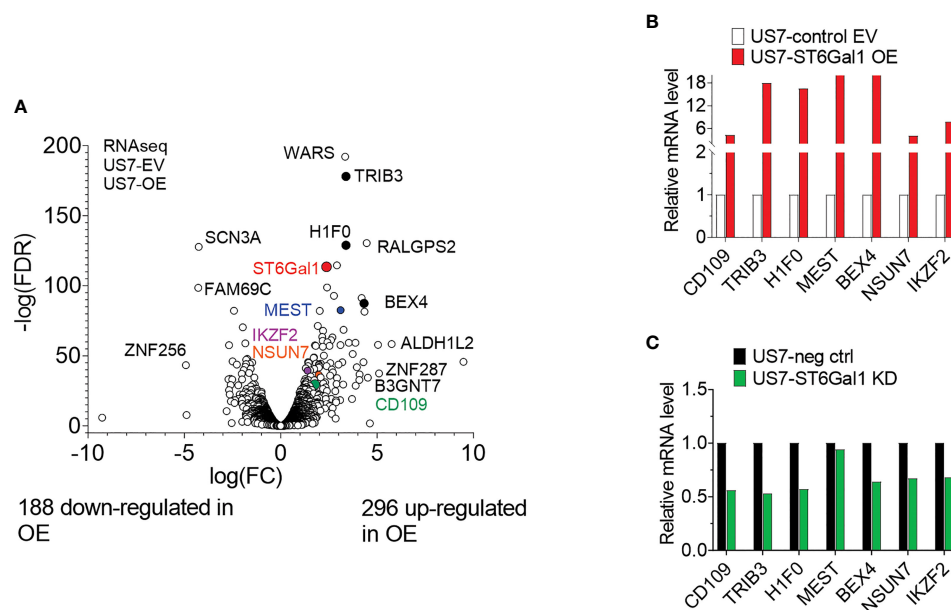 A
200
150
100
50
0
-log(FDR)
RNAseq
US7-EV
US7-OE
WARS
TRIB3
H1F0
SCN3A
RALGPS2
ST6Gal1
FAM69C
MEST
BEX4
IKZF2
NSUN7
ZNF256
ALDH1L2
ZNF287
B3GNT7
CD109
-10
-5
0
5
10
log(FC)
188 down-regulated in
OE
296 up-regulated
in OE
B
US7-control EV
US7-ST6Gal1 OE
Relative mRNA level
18
6
2
1
0
CD109
TRIB3
H1F0
MEST
BEX4
NSUN7
IKZF2
C
US7-neg ctrl
US7-ST6Gal1 KD
Relative mRNA level
1.5
1.0
0.5
0.0
CD109
TRIB3
H1F0
MEST
BEX4
NSUN7
IKZF2